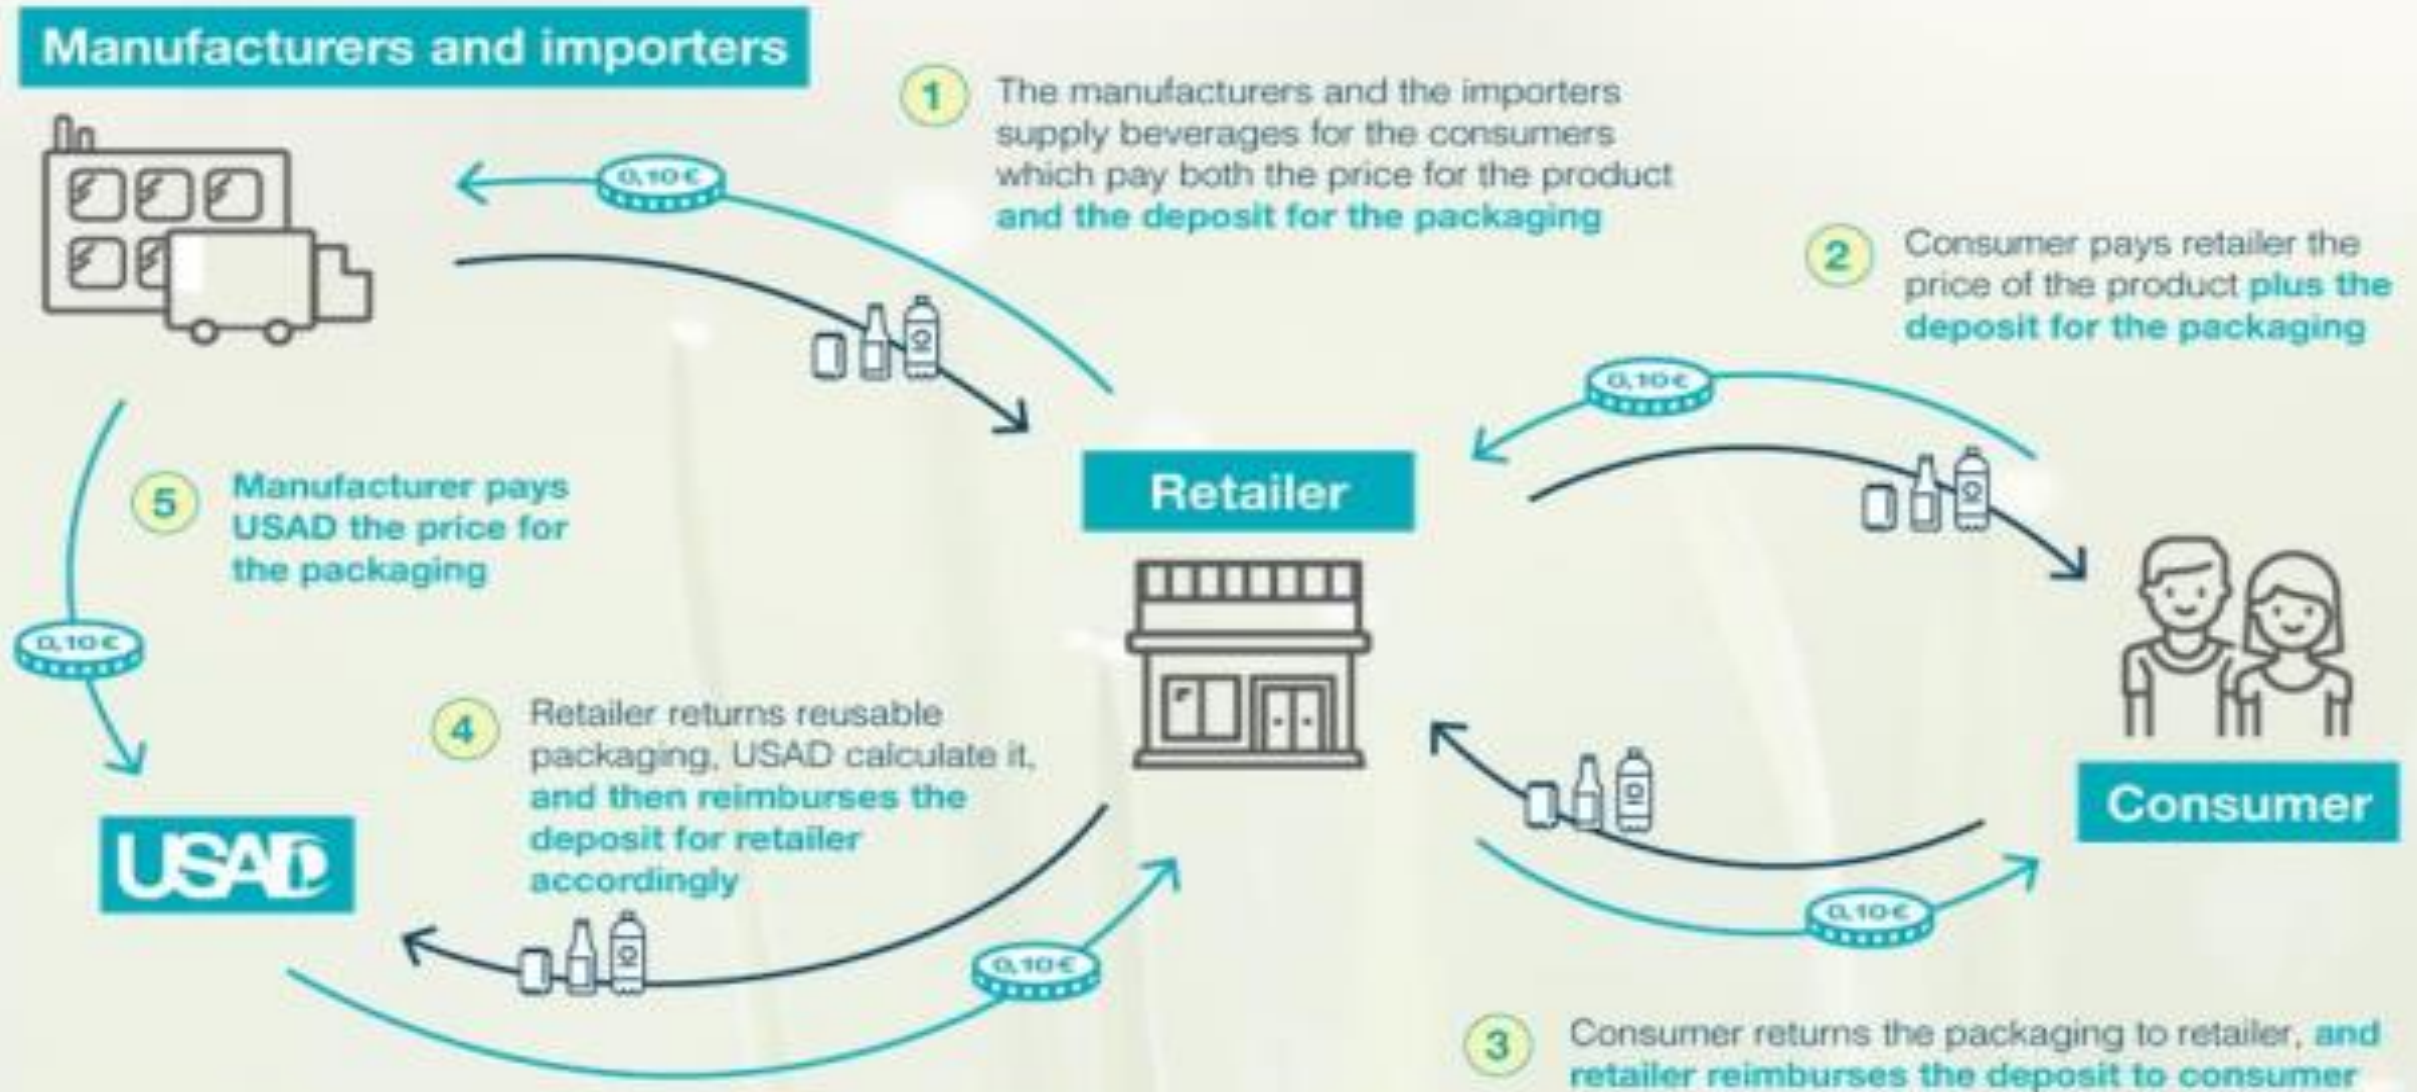 Manufacturers and importers
1
The manufacturers and the importers
supply beverages for the consumers
which pay both the price for the product
and the deposit for the packaging
0,10€
2
Consumer pays retailer the
price of the product plus the
deposit for the packaging
0,10€
5
Manufacturer pays
USAD the price for
the packaging
Retailer
0,10€
4
Retailer returns reusable
packaging, USAD calculate it,
and then reimburses the
deposit for retailer
accordingly
Consumer
USAD
0,10€
0,10€
3
Consumer returns the packaging to retailer, and
retailer reimburses the deposit to consumer